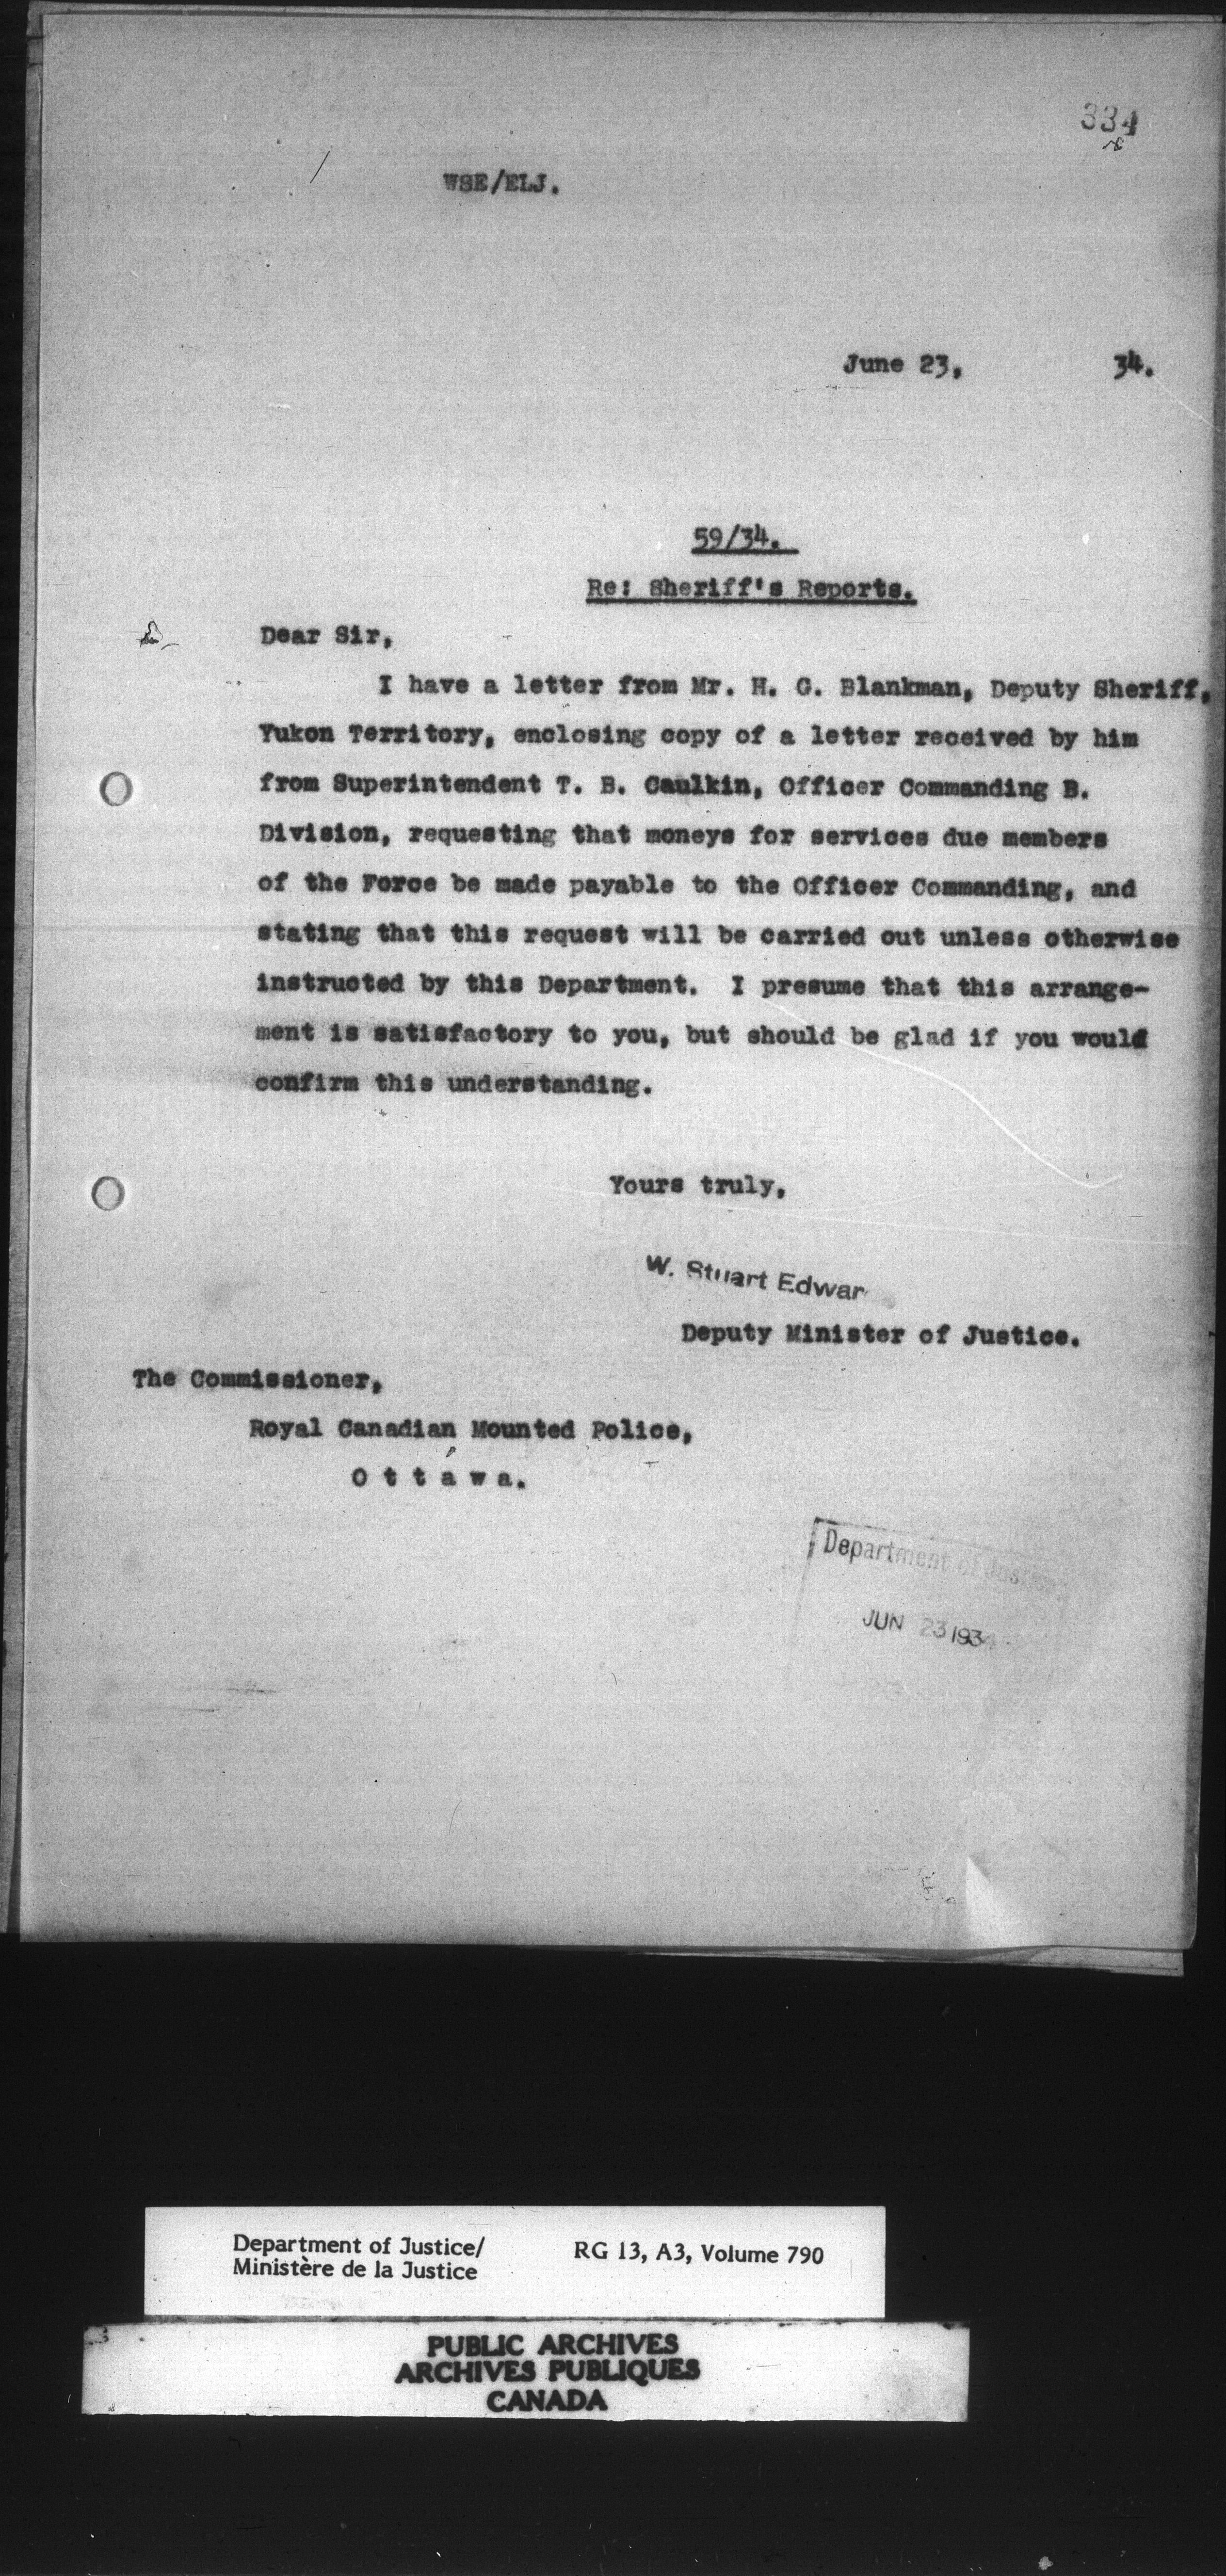 334
WSE/ELJ.
June 23, 34.
59/34.
Re: Sheriff's Reports.
Dear Sir,
I have a letter from Mr. H. G. Blankman, Deputy Sheriff,
Yukon Territory, enclosing copy of a letter received by him
from Superintendent T. B. Caulkin, Officer Commanding B.
Division, requesting that moneys for services due members
of the Force be made payable to the Officer Commanding, and
stating that this request will be carried out unless otherwise
instructed by this Department. I presume that this arrange-
ment is satisfactory to you, but should be glad if you would
confirm this understanding.
Yours truly,
W. Stuart Edwar
Deputy Minister of Justice.
The Commissioner,
Royal Canadian Mounted Police,
O t t a w a.
Department of Justice
JUN 23 1934
Department of Justice/ RG 13, A3, Volume 790
Ministère de la Justice
PUBLIC ARCHIVES
ARCHIVES PUBLIQUES
CANADA